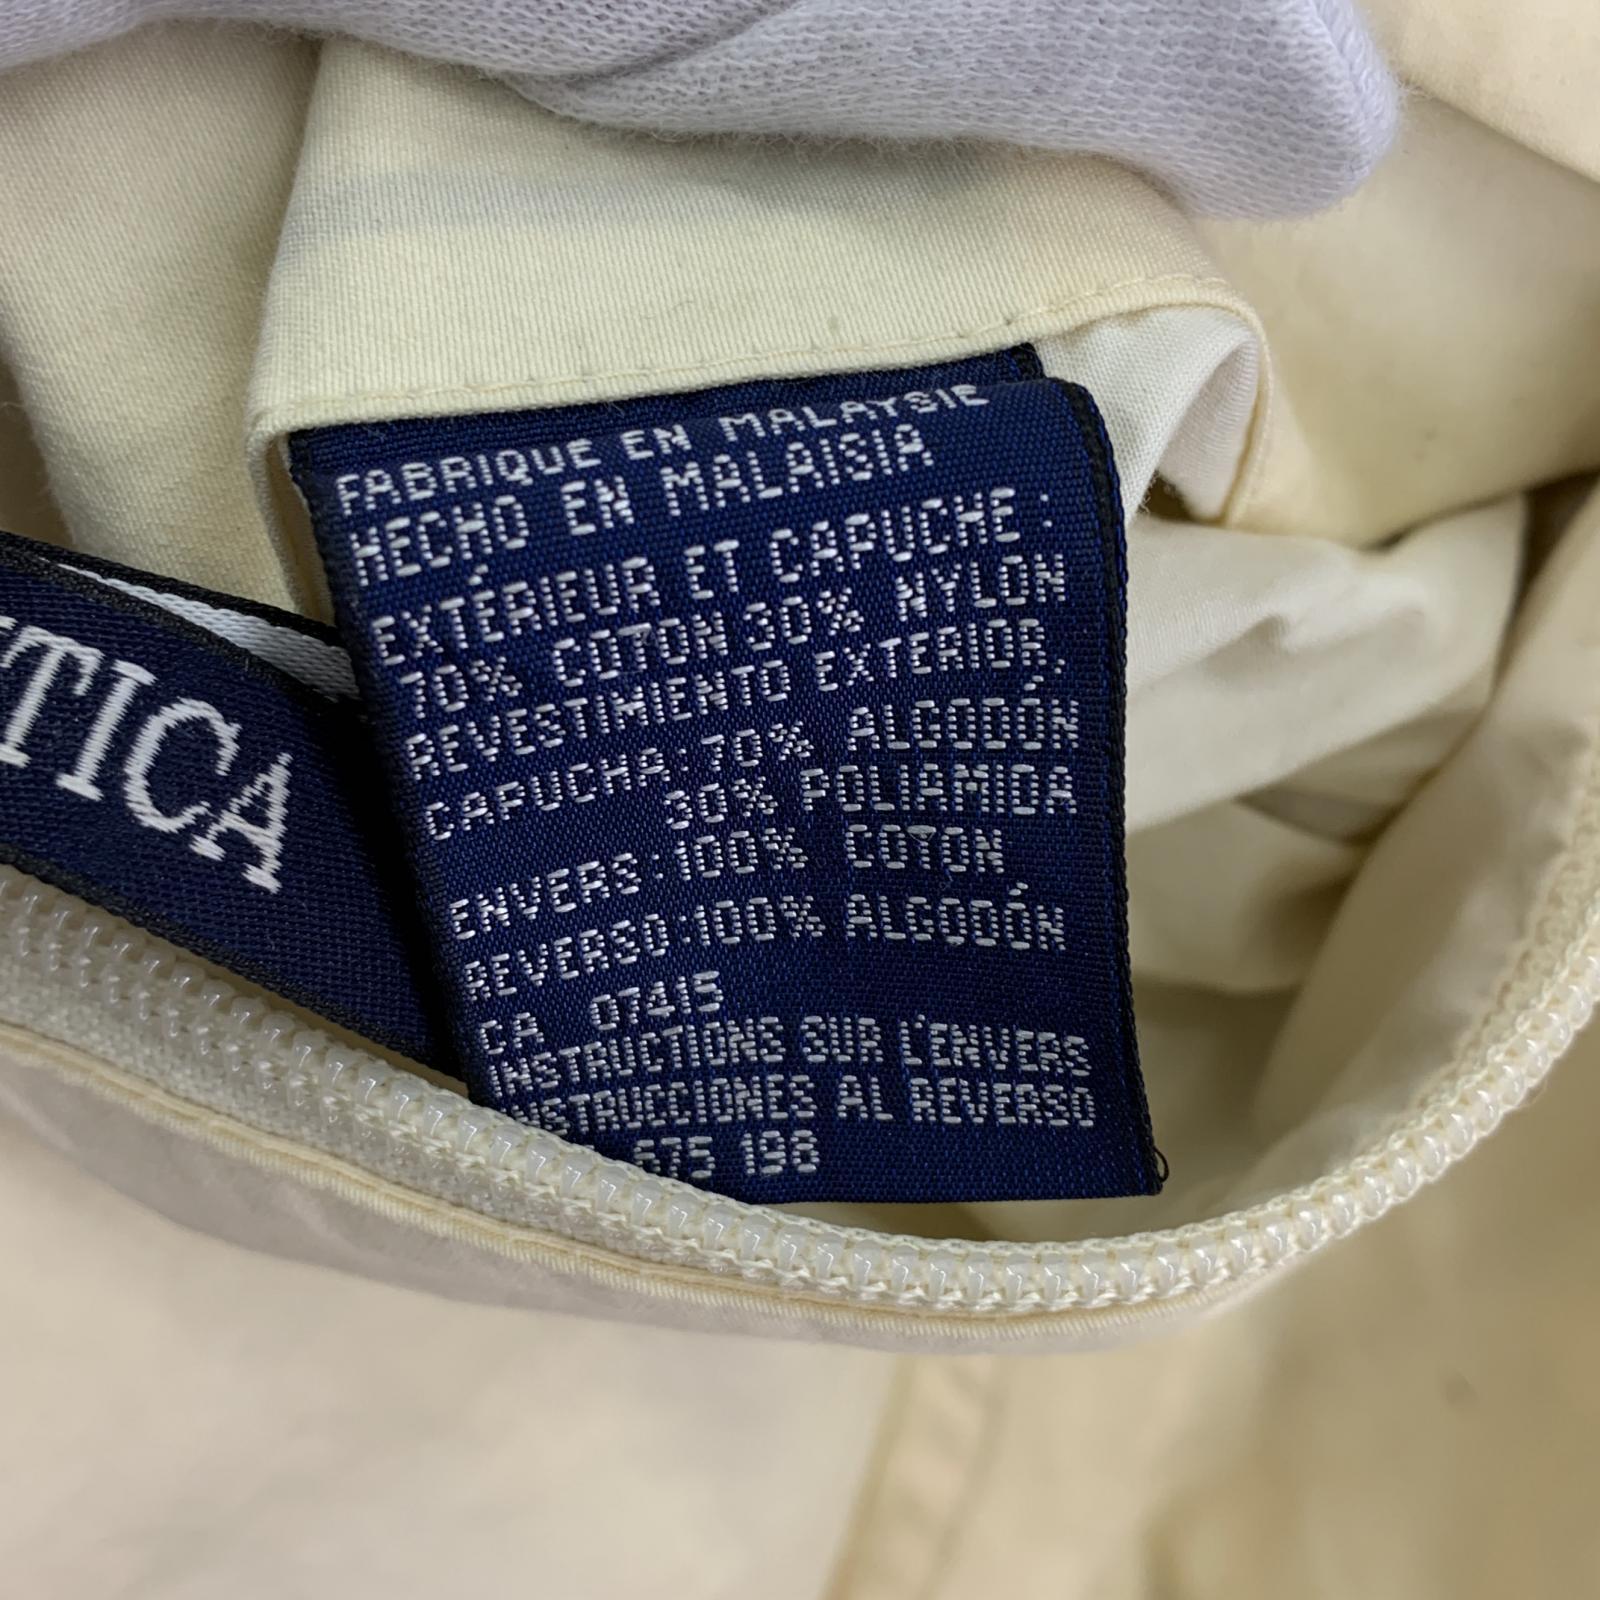 FABRIQUE EN MALAYSIE
HECHO EN MALAISIA
EXTÉRIEUR ET CAPUCHE:
70% COTON 30% NYLON
REVESTIMIENTO EXTERIOR,
CAPUCHA: 70% ALGODÓN
30% POLIAMIDA
ENVERS: 100% COTON
REVERSO: 100% ALGODÓN
CA 07415
INSTRUCTIONS SUR L'ENVERS
NSTRUCCIONES AL REVERSO
675 198
TICA